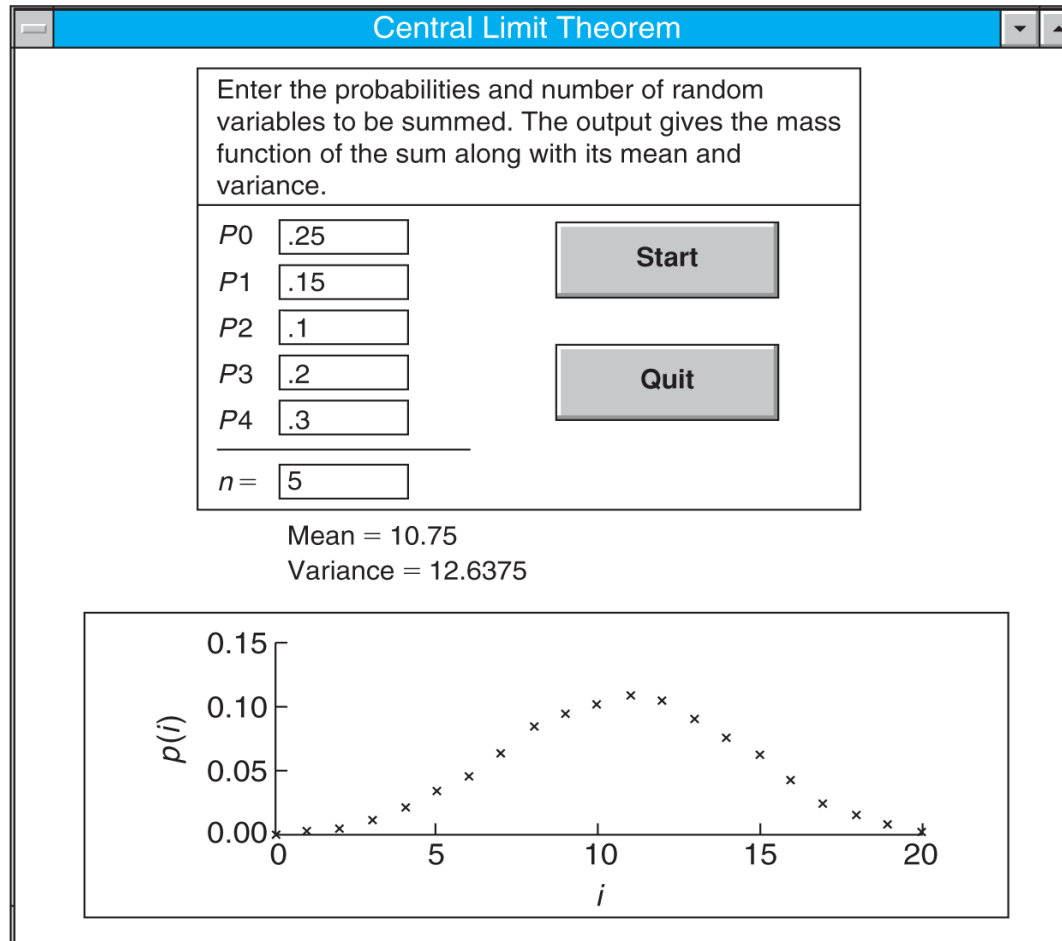 Central Limit Theorem
Enter the probabilities and number of random
variables to be summed. The output gives the mass
function of the sum along with its mean and
variance.
P0 .25
P1 .15
P2 .1
P3 .2
P4 .3
Start
Quit
n= 5
Mean = 10.75
Variance = 12.6375
0.15
0.10
0.05
0.00
p(i)
0 5 10 15 20
i